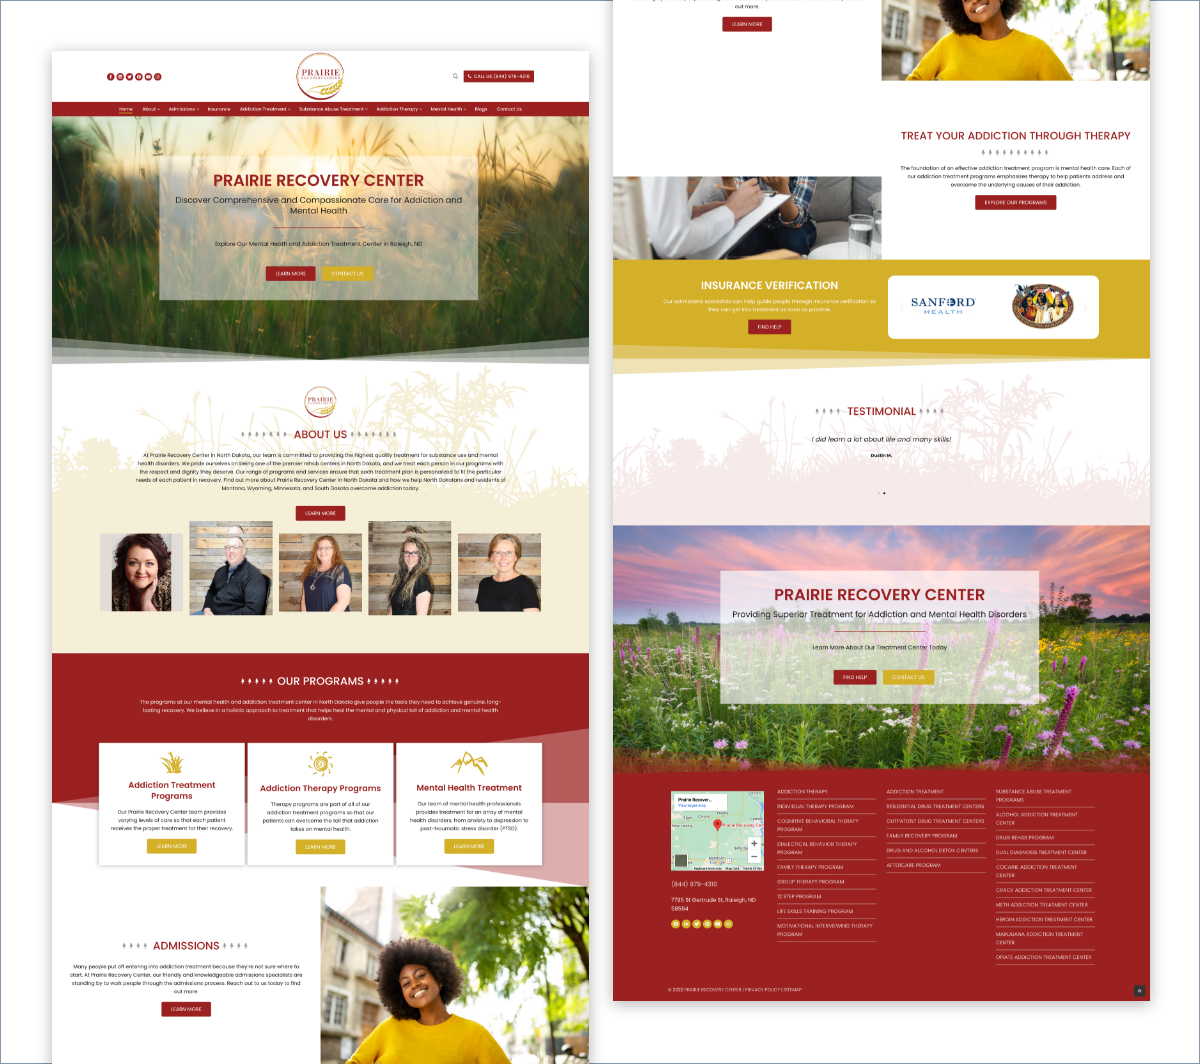 PRAIRIE
RECOVERY CENTER
CALL US (844) 979-4310
Home About Admissions Insurance Addiction Treatment Substance Abuse Treatment Addiction Therapy Mental Health Blogs Contact Us
PRAIRIE RECOVERY CENTER
Discover Comprehensive and Compassionate Care for Addiction and
Mental Health
Explore Our Mental Heath and Addiction Treatment Center in Raleigh, ND
LEARN MORE
CONTACT US
PRAIRIE
ABOUT US
At Prairie Recovery Center in North Dakota, our team is committed to providing the highest quality treatment for substance use and mental
health disorders. We pride ourselves on being one of the premier rehab centers in North Dakota, and we treat each person in our programs with
the respect and dignity they deserve. Our range of programs and services ensure that each treatment plan is personalized to fit the particular
needs of each patient in recovery. Find out more about Prairie Recovery Center in North Dakota and how we help North Dakotans and residents of
Montana, Wyoming, Minnesota, and South Dakota overcome addiction today.
LEARN MORE
OUR PROGRAMS
The programs at our mental health and addiction treatment center in North Dakota give people the tools they need to achieve genuine, long-
lasting recovery. We believe in a holistic approach to treatment that helps heal the mental and physical toll of addiction and mental health
disorders.
Addiction Treatment
Programs
Our Prairie Recovery Center team provides
varying levels of care so that each patient
receives the proper treatment for their recovery.
LEARN MORE
Addiction Therapy Programs
Therapy programs are part of all of our
addiction treatment programs so that our
patients can overcome the toll that addiction
takes on mental health.
LEARN MORE
Mental Health Treatment
Our team of mental health professionals
provides treatment for an array of mental
health disorders, from anxiety to depression to
post-traumatic stress disorder (PTSD).
LEARN MORE
ADMISSIONS
Many people put off entering into addiction treatment because they're not sure where to
start. At Prairie Recovery Center, our friendly and knowledgeable admissions specialists are
standing by to walk people through the admissions process. Reach out to us today to find
out more.
LEARN MORE
out more.
LEARN MORE
TREAT YOUR ADDICTION THROUGH THERAPY
The foundation of an effective addiction treatment program is mental health care. Each of
our addiction treatment programs emphasizes therapy to help patients address and
overcome the underlying causes of their addiction.
EXPLORE OUR PROGRAMS
INSURANCE VERIFICATION
Our admissions specialists can help guide people through insurance verification so
they can get into treatment as soon as possible.
FIND HELP
SANFORD
HEALTH
TESTIMONIAL
I did learn a lot about life and many skills!
Dustin M.
PRAIRIE RECOVERY CENTER
Providing Superior Treatment for Addiction and Mental Health Disorders
Learn More About Our Treatment Center Today
FIND HELP
CONTACT US
Prairie Recover...
View larger map
Prairie Recovery Ce
(844) 979-4310
7785 St Gertrude St, Raleigh, ND
58564
ADDICTION THERAPY
INDIVIDUAL THERAPY PROGRAM
COGNITIVE BEHAVIORAL THERAPY
PROGRAM
DIALECTICAL BEHAVIOR THERAPY
PROGRAM
FAMILY THERAPY PROGRAM
GROUP THERAPY PROGRAM
12 STEP PROGRAM
LIFE SKILLS TRAINING PROGRAM
MOTIVATIONAL INTERVIEWING THERAPY
PROGRAM
ADDICTION TREATMENT
RESIDENTIAL DRUG TREATMENT CENTERS
OUTPATIENT DRUG TREATMENT CENTERS
FAMILY RECOVERY PROGRAM
DRUG AND ALCOHOL DETOX CENTERS
AFTERCARE PROGRAM
SUBSTANCE ABUSE TREATMENT
PROGRAMS
ALCOHOL ADDICTION TREATMENT
CENTER
DRUG REHAB PROGRAM
DUAL DIAGNOSIS TREATMENT CENTER
COCAINE ADDICTION TREATMENT
CENTER
CRACK ADDICTION TREATMENT CENTER
METH ADDICTION TREATMENT CENTER
HEROIN ADDICTION TREATMENT CENTER
MARIJUANA ADDICTION TREATMENT
CENTER
OPIATE ADDICTION TREATMENT CENTER
© 2022 PRAIRIE RECOVERY CENTER | PRIVACY POLICY | SITEMAP